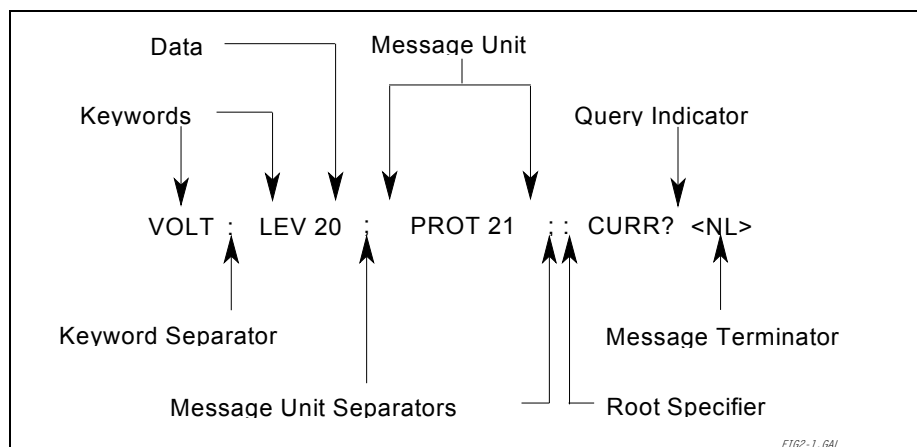 Data
Message Unit
Keywords
Query Indicator
VOLT : LEV 20 ; PROT 21 ; : CURR? <NL>
Keyword Separator
Message Terminator
Message Unit Separators
Root Specifier
FIG2-1.GAL